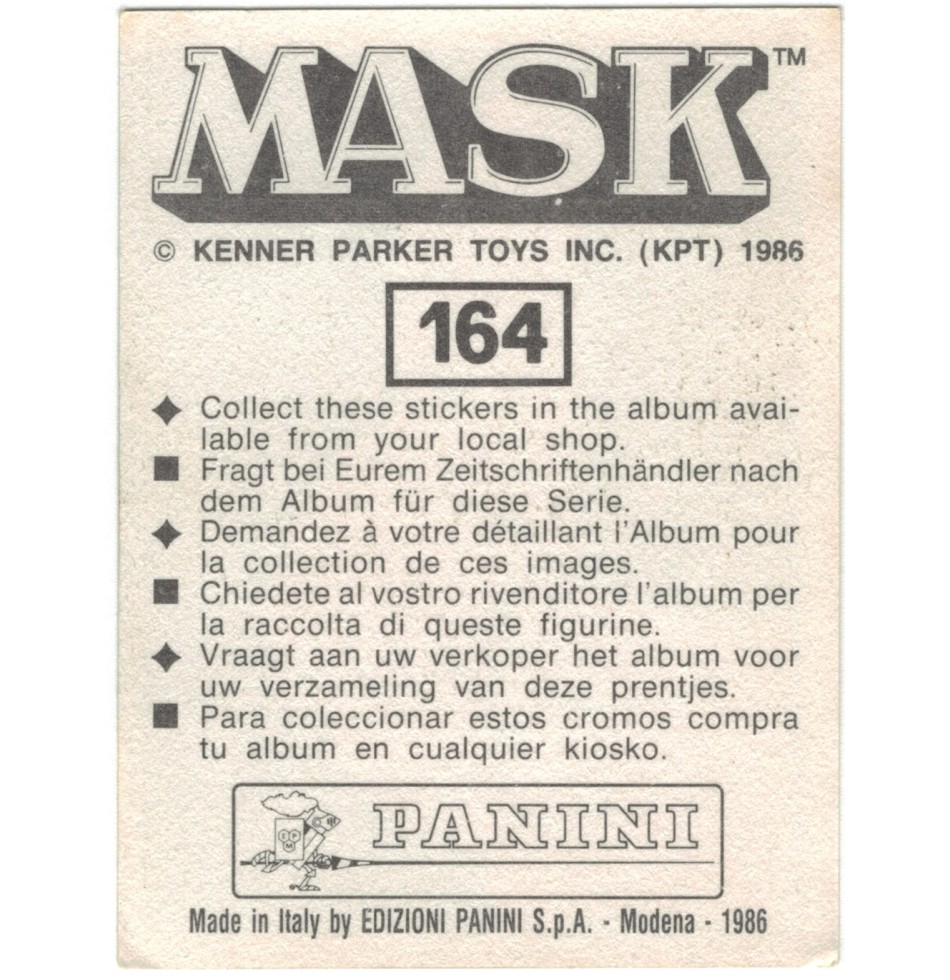 MASK™
© KENNER PARKER TOYS INC. (KPT) 1986
164
Collect these stickers in the album avai-
lable from your local shop.
Fragt bei Eurem Zeitschriftenhändler nach
dem Album für diese Serie.
Demandez à votre détaillant l'Album pour
la collection de ces images.
Chiedete al vostro rivenditore l'album per
la raccolta di queste figurine.
Vraagt aan uw verkoper het album voor
uw verzameling van deze prentjes.
Para coleccionar estos cromos compra
tu album en cualquier kiosko.
EPM
PANINI
Made in Italy by EDIZIONI PANINI S.p.A. - Modena - 1986